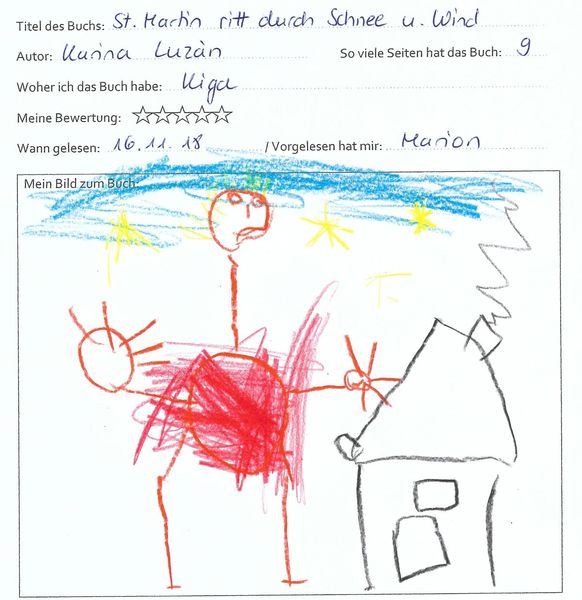 Titel des Buchs: St. Martin ritt durch Schnee u. Wind
Autor: Karina Luzàn So viele Seiten hat das Buch: 9
Woher ich das Buch habe: Kiga
Meine Bewertung:
Wann gelesen: 16.11.18 / Vorgelesen hat mir: Marion
Mein Bild zum Buch: